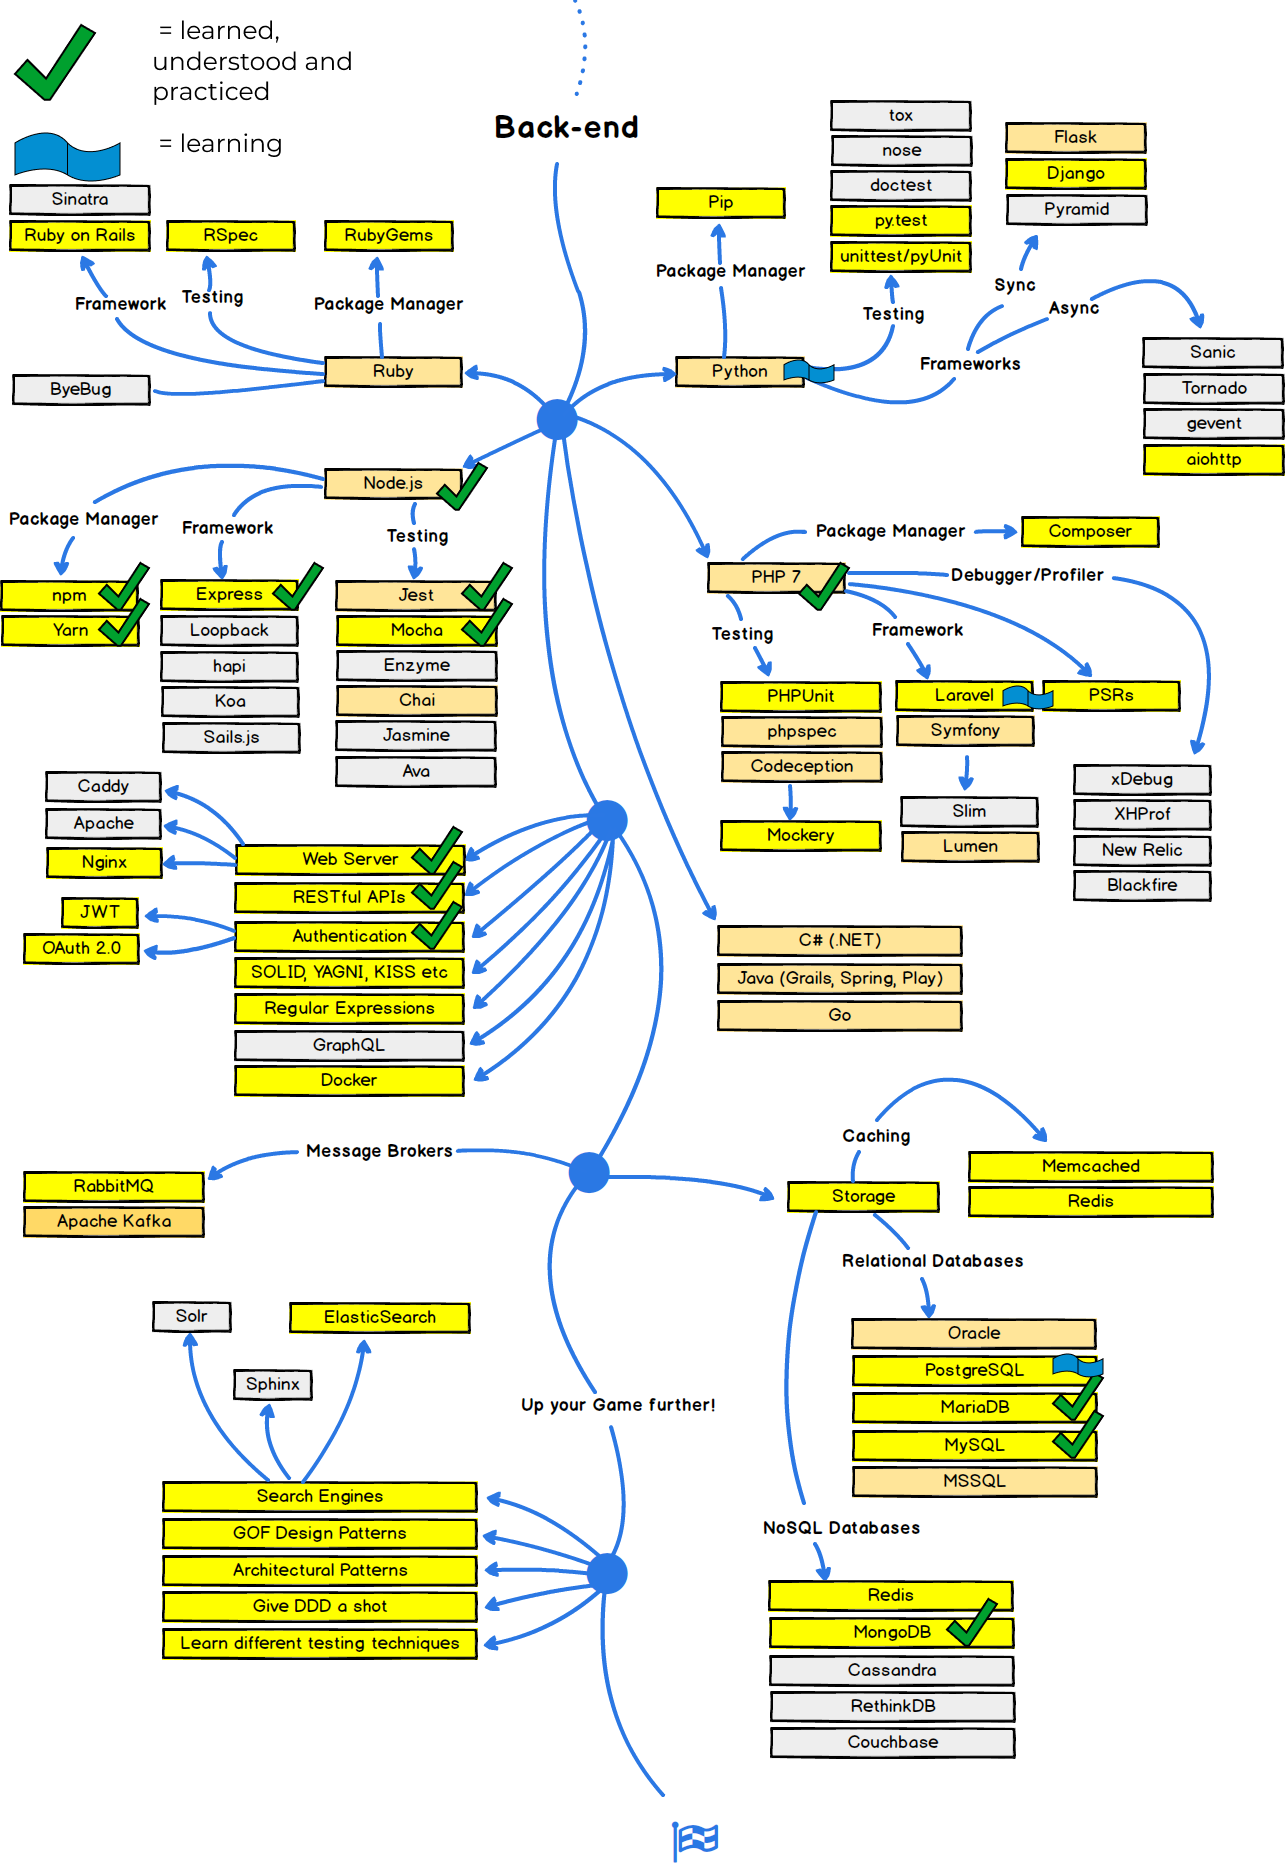 = learned,
understood and
practiced
= learning
Back-end
Sinatra
Ruby on Rails
RSpec
RubyGems
Framework
Testing
Package Manager
Ruby
ByeBug
Pip
Package Manager
Python
tox
nose
doctest
py.test
unittest/pyUnit
Testing
Flask
Django
Pyramid
Sync
Async
Frameworks
Sanic
Tornado
gevent
aiohttp
Node.js
Package Manager
Framework
Testing
npm
Yarn
Express
Loopback
hapi
Koa
Sails.js
Jest
Mocha
Enzyme
Chai
Jasmine
Ava
PHP 7
Package Manager
Composer
Debugger/Profiler
Testing
Framework
PHPUnit
phpspec
Codeception
Mockery
Laravel
Symfony
Slim
Lumen
PSRs
xDebug
XHProf
New Relic
Blackfire
Caddy
Apache
Nginx
JWT
OAuth 2.0
Web Server
RESTful APIs
Authentication
SOLID, YAGNI, KISS etc
Regular Expressions
GraphQL
Docker
C# (.NET)
Java (Grails, Spring, Play)
Go
Message Brokers
RabbitMQ
Apache Kafka
Caching
Storage
Memcached
Redis
Relational Databases
Oracle
PostgreSQL
MariaDB
MySQL
MSSQL
Solr
Sphinx
ElasticSearch
Up your Game further!
Search Engines
GOF Design Patterns
Architectural Patterns
Give DDD a shot
Learn different testing techniques
NoSQL Databases
Redis
MongoDB
Cassandra
RethinkDB
Couchbase